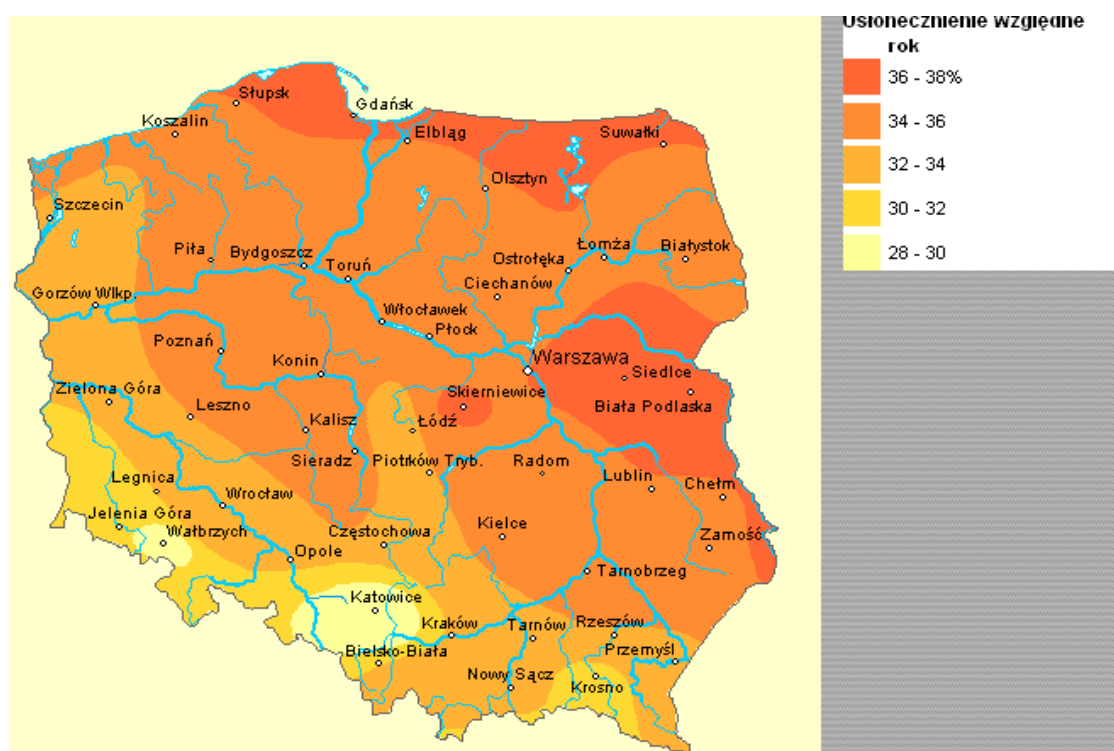 Usłonecznienie względne
rok
36 - 38%
34 - 36
32 - 34
30 - 32
28 - 30
Słupsk
Gdańsk
Koszalin
Elbląg
Suwałki
Olsztyn
Szczecin
Piła
Bydgoszcz
Toruń
Łomża
Białystok
Ostrołęka
Ciechanów
Gorzów Wlkp.
Włocławek
Płock
Poznań
Konin
Warszawa
Siedlce
Zielona Góra
Skierniewice
Biała Podlaska
Leszno
Kalisz
Łódź
Sieradz
Piotrków Tryb.
Radom
Lublin
Chełm
Legnica
Wrocław
Jelenia Góra
Wałbrzych
Częstochowa
Kielce
Zamość
Opole
Tarnobrzeg
Katowice
Kraków
Tarnów
Rzeszów
Bielsko-Biała
Przemyśl
Nowy Sącz
Krosno